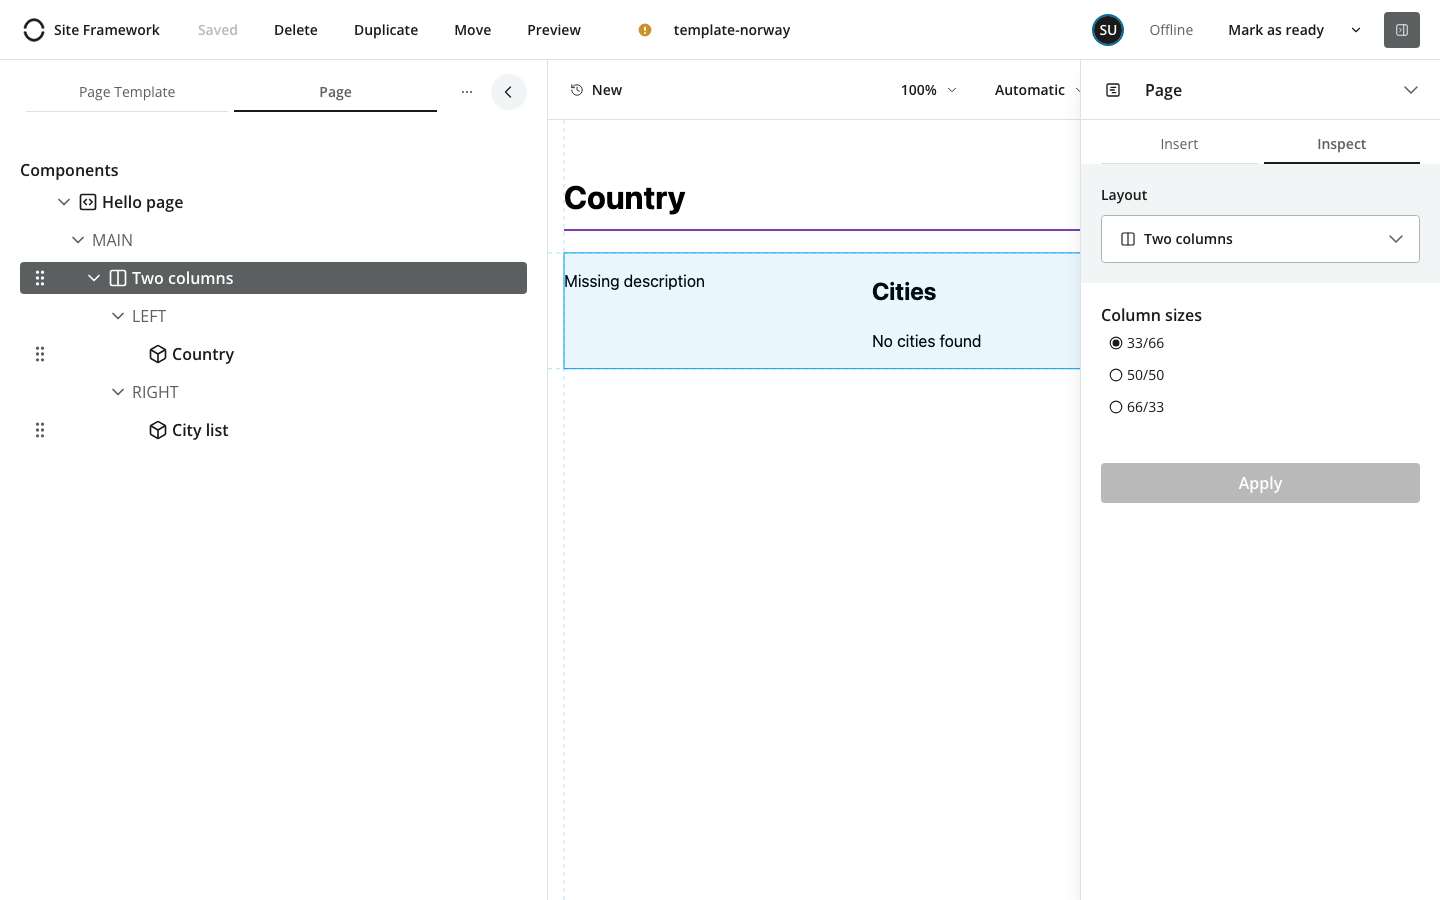 Site Framework
Saved
Delete
Duplicate
Move
Preview
template-norway
SU
Offline
Mark as ready
Page Template
Page
Components
Hello page
MAIN
Two columns
LEFT
Country
RIGHT
City list
New
100%
Automatic
Country
Missing description
Cities
No cities found
Page
Insert
Inspect
Layout
Two columns
Column sizes
33/66
50/50
66/33
Apply